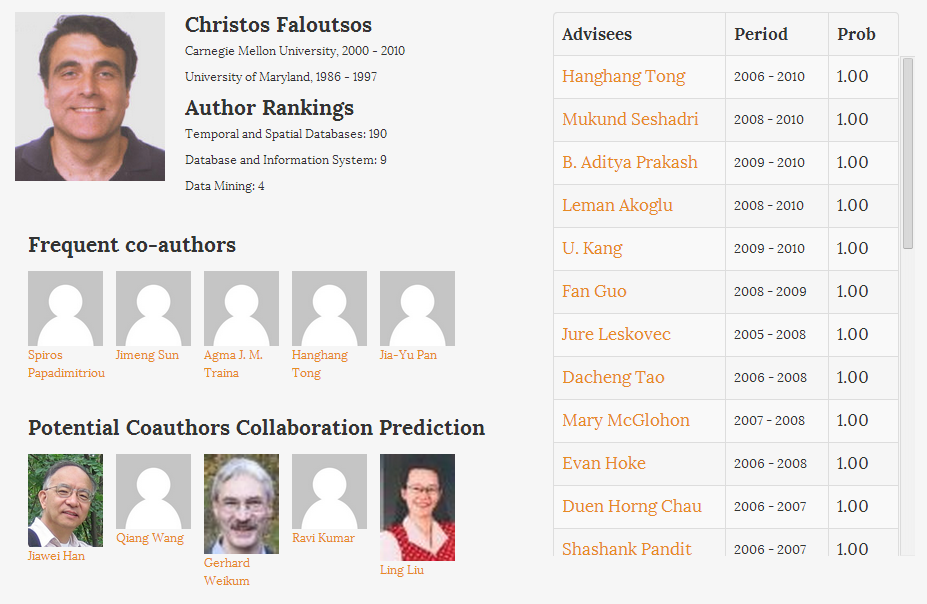 Christos Faloutsos
Carnegie Mellon University, 2000 - 2010
University of Maryland, 1986 - 1997
Author Rankings
Temporal and Spatial Databases: 190
Database and Information System: 9
Data Mining: 4
Frequent co-authors
Spiros
Papadimitriou
Jimeng Sun
Agma J. M.
Traina
Hanghang
Tong
Jia-Yu Pan
Potential Coauthors Collaboration Prediction
Jiawei Han
Qiang Wang
Gerhard
Weikum
Ravi Kumar
Ling Liu
Advisees Period Prob
Hanghang Tong 2006 - 2010 1.00
Mukund Seshadri 2008 - 2010 1.00
B. Aditya Prakash 2009 - 2010 1.00
Leman Akoglu 2008 - 2010 1.00
U. Kang 2009 - 2010 1.00
Fan Guo 2008 - 2009 1.00
Jure Leskovec 2005 - 2008 1.00
Dacheng Tao 2006 - 2008 1.00
Mary McGlohon 2007 - 2008 1.00
Evan Hoke 2006 - 2008 1.00
Duen Horng Chau 2006 - 2007 1.00
Shashank Pandit 2006 - 2007 1.00